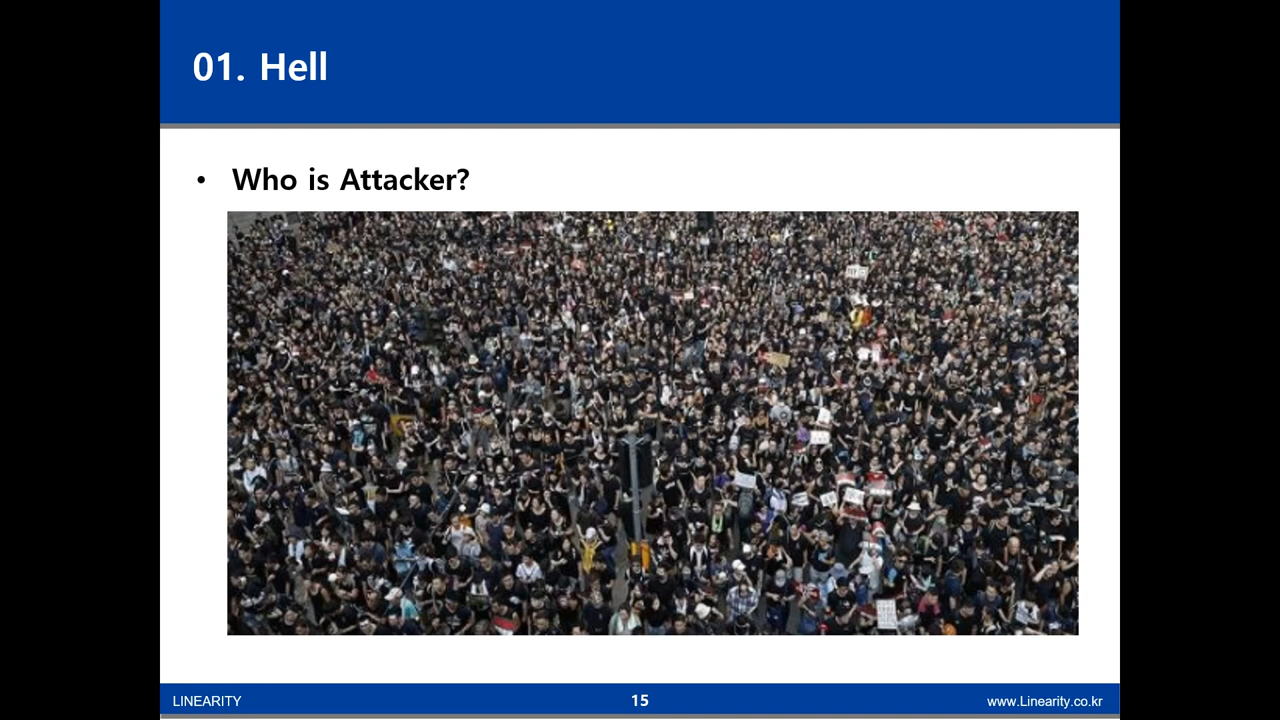 01. Hell
• Who is Attacker?
LINEARITY
15
www.Linearity.co.kr